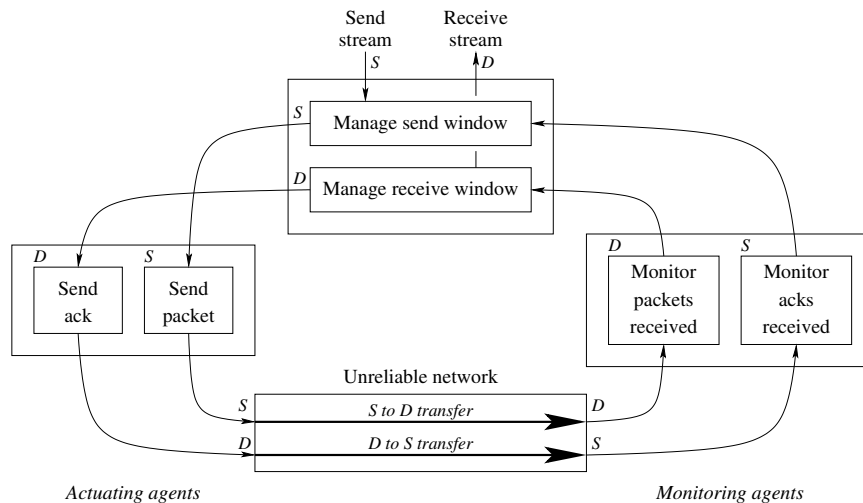 Send
stream
Receive
stream
S
D
S
Manage send window
D
Manage receive window
D
S
Send
ack
Send
packet
D
S
Monitor
packets
received
Monitor
acks
received
Unreliable network
S
S to D transfer
D
D
D to S transfer
S
Actuating agents
Monitoring agents